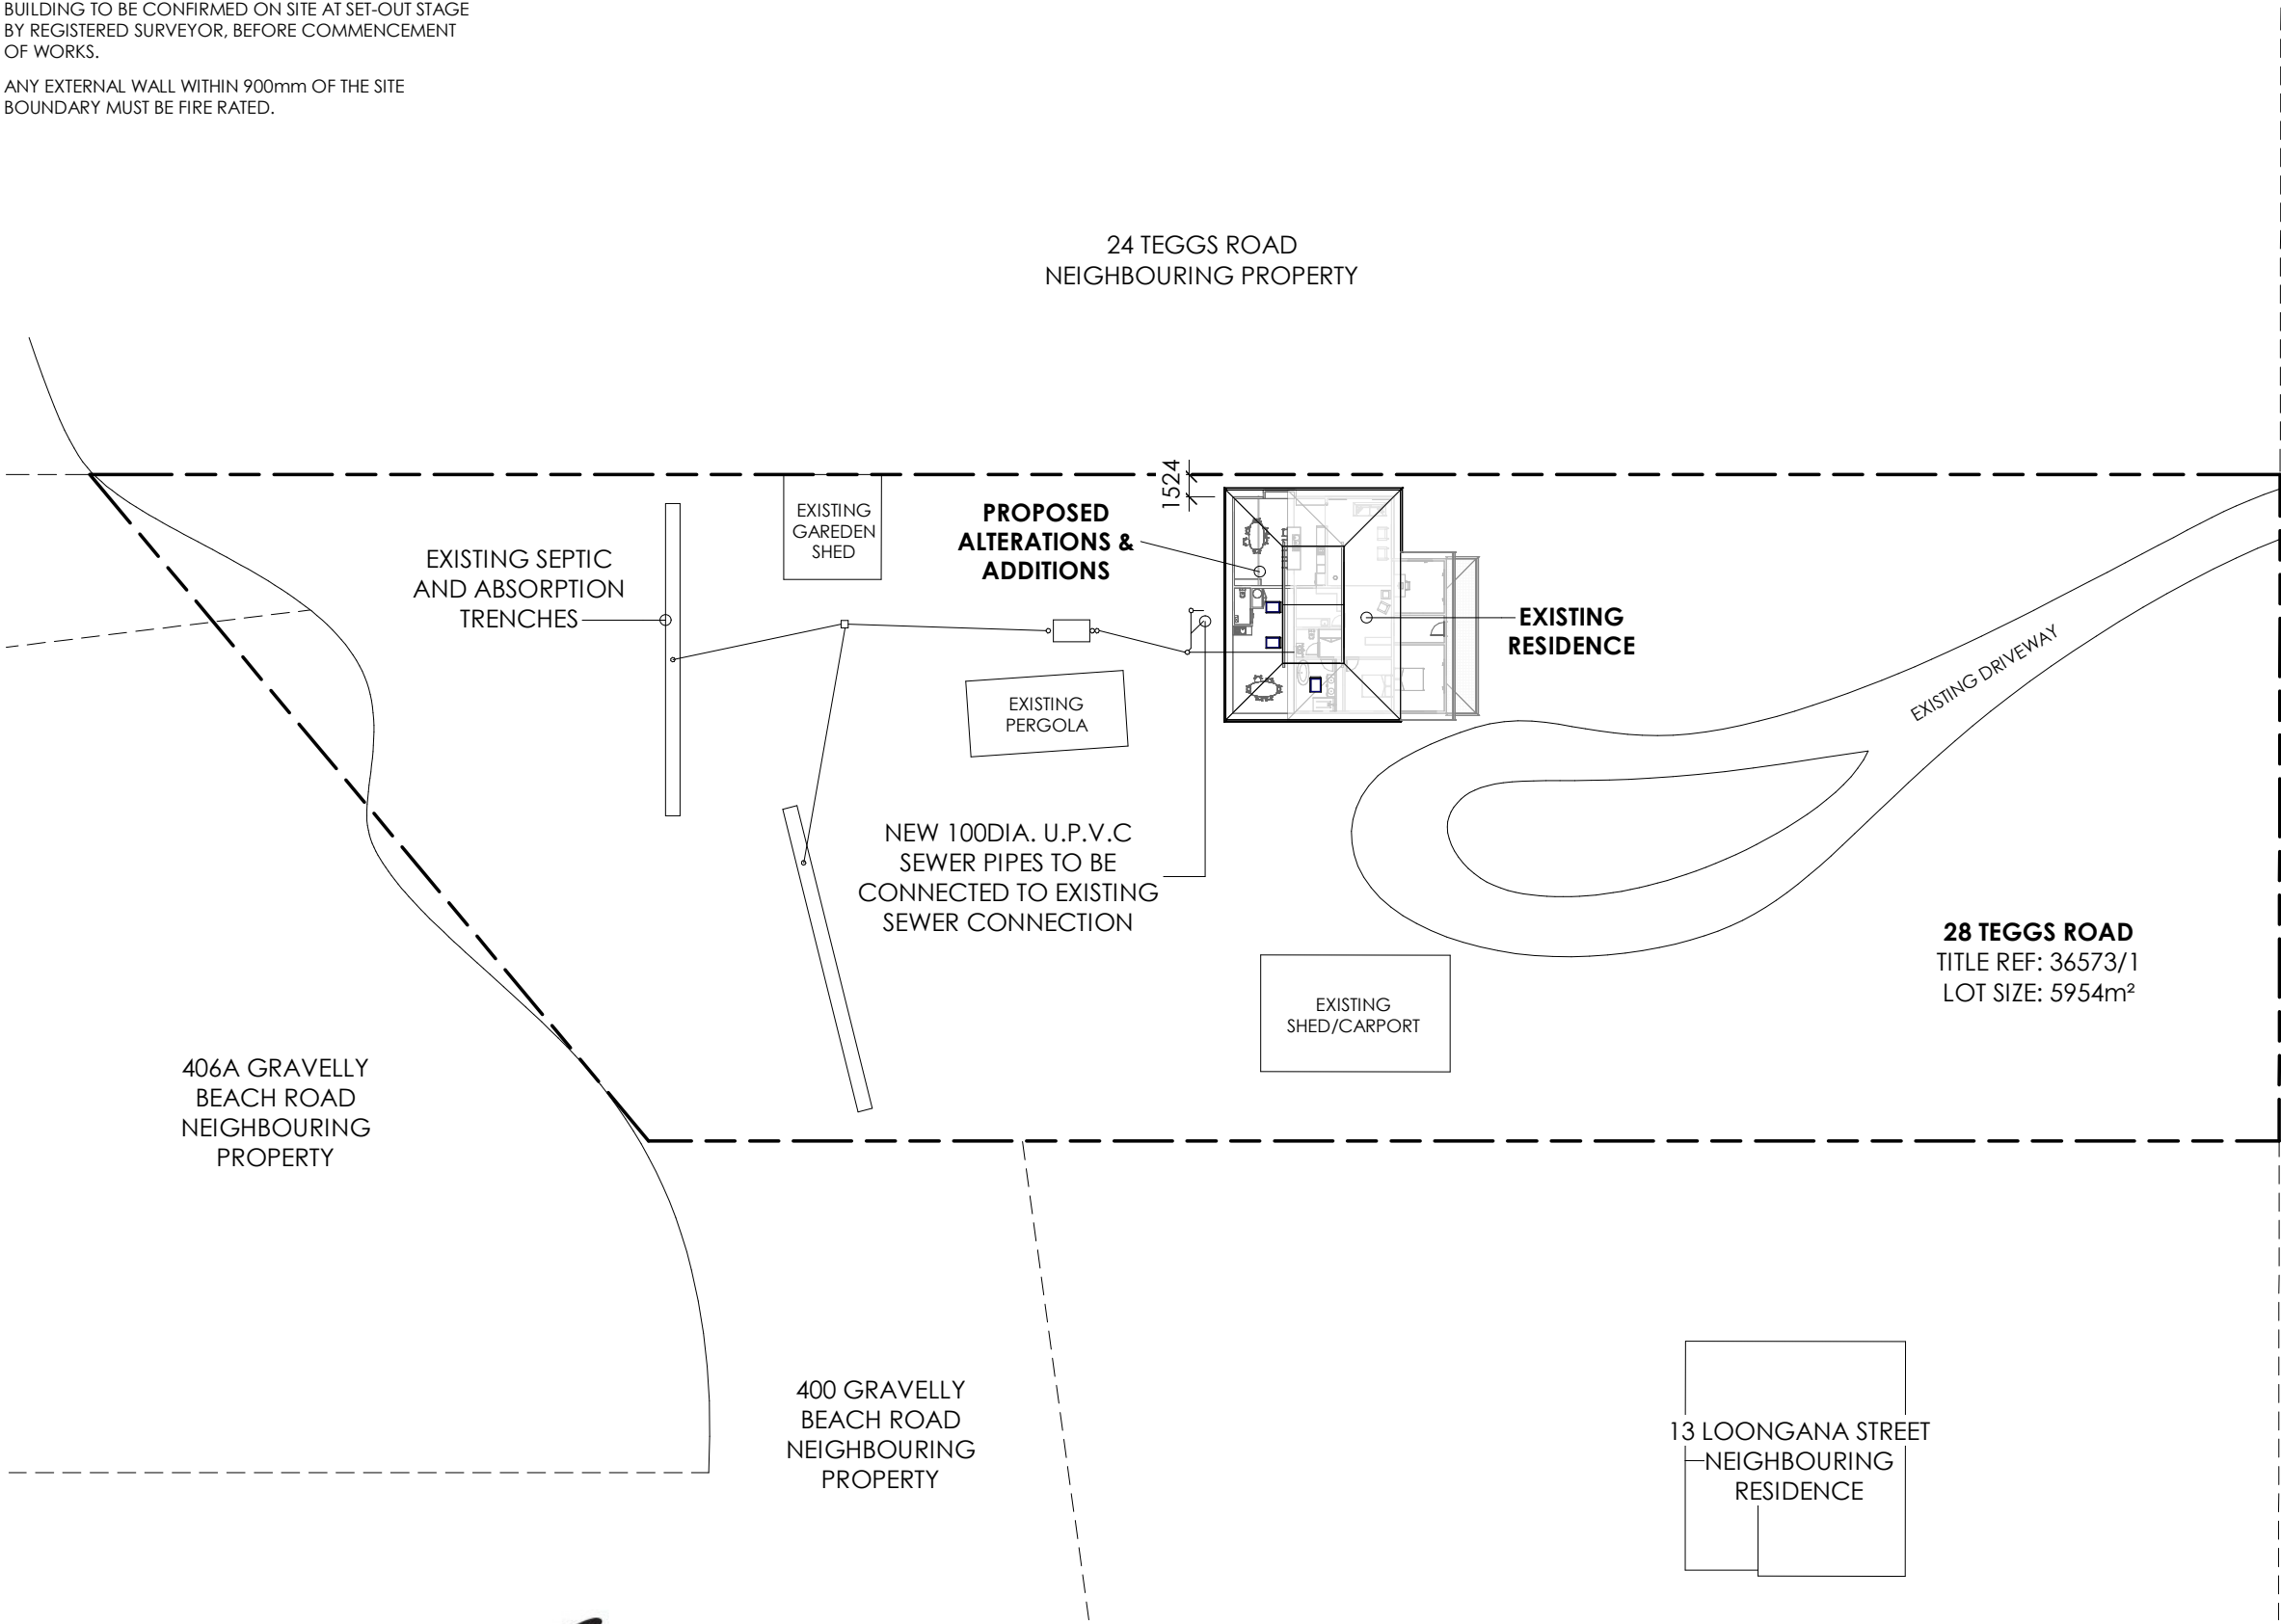 BUILDING TO BE CONFIRMED ON SITE AT SET-OUT STAGE
BY REGISTERED SURVEYOR, BEFORE COMMENCEMENT
OF WORKS.
ANY EXTERNAL WALL WITHIN 900mm OF THE SITE
BOUNDARY MUST BE FIRE RATED.
24 TEGGS ROAD
NEIGHBOURING PROPERTY
1524
EXISTING
GAREDEN
SHED
PROPOSED
ALTERATIONS &
ADDITIONS
EXISTING SEPTIC
AND ABSORPTION
TRENCHES
EXISTING
RESIDENCE
EXISTING DRIVEWAY
EXISTING
PERGOLA
NEW 100DIA. U.P.V.C
SEWER PIPES TO BE
CONNECTED TO EXISTING
SEWER CONNECTION
28 TEGGS ROAD
TITLE REF: 36573/1
LOT SIZE: 5954m²
EXISTING
SHED/CARPORT
406A GRAVELLY
BEACH ROAD
NEIGHBOURING
PROPERTY
400 GRAVELLY
BEACH ROAD
NEIGHBOURING
PROPERTY
13 LOONGANA STREET
NEIGHBOURING
RESIDENCE